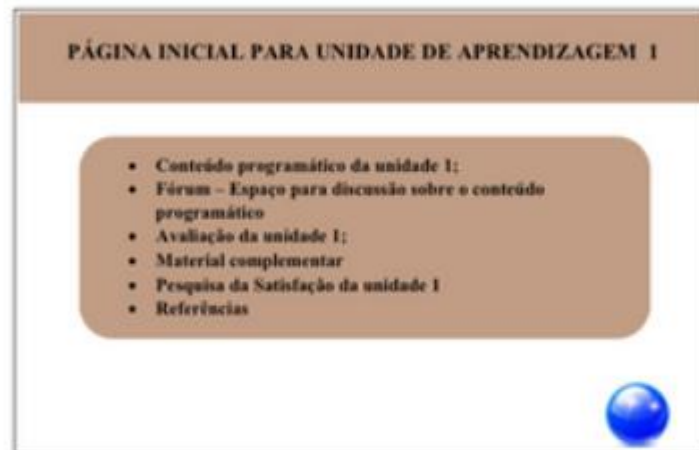 PÁGINA INICIAL PARA UNIDADE DE APRENDIZAGEM 1
• Conteúdo programático da unidade 1;
• Fórum – Espaço para discussão sobre o conteúdo
programático
• Avaliação da unidade 1;
• Material complementar
• Pesquisa da Satisfação da unidade 1
• Referências